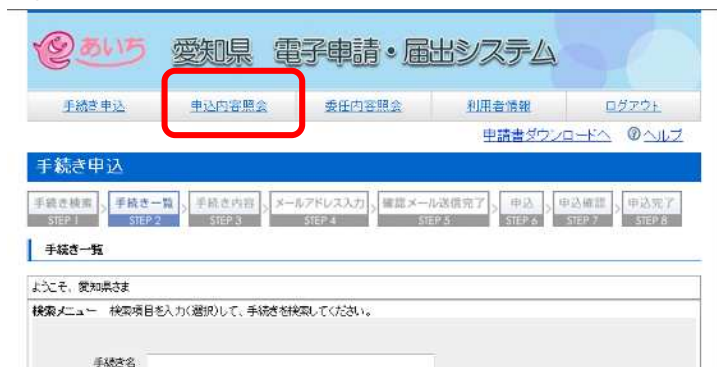 あいち 愛知県 電子申請・届出システム
手続き申込 申込内容照会 委任内容照会 利用者情報 ログアウト
申請書ダウンロードへ ?ヘルプ
手続き申込
手続き検索 > 手続き一覧 > 手続き内容 > メールアドレス入力 > 確認メール送信完了 > 申込 > 申込確認 > 申込完了
STEP 1 STEP 2 STEP 3 STEP 4 STEP 5 STEP 6 STEP 7 STEP 8
手続き一覧
ようこそ、愛知県さま
検索メニュー 検索項目を入力(選択)して、手続きを検索してください。
手続き名